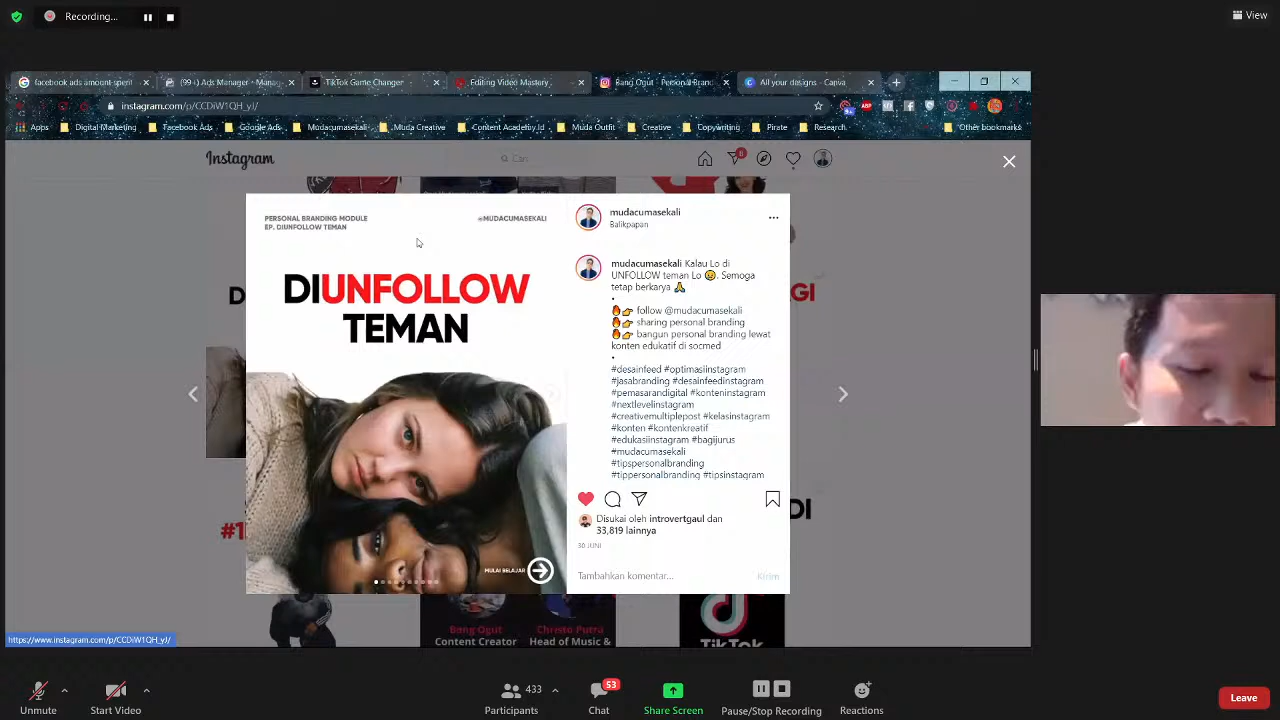 Recording...
View
facebook ads amount spent
(99+) Ads Manager - Manag
TikTok Game Changer
Editing Video Mastery
Bang Ogut - Personal Bran
All your designs - Canva
instagram.com/p/CCDiW1QH_yJ/
ABP
Apps
Digital Marketing
Facebook Ads
Google Ads
Mudacumasekali
Muda Creative
Content Academy.Id
Muda Outfit
Creative
Copywriting
Pirate
Research
Other bookmarks
Instagram
Cari
PERSONAL BRANDING MODULE
EP. DIUNFOLLOW TEMAN
@MUDACUMASEKALI
DIUNFOLLOW
TEMAN
MULAI BELAJAR
mudacumasekali
Balikpapan
mudacumasekali Kalau Lo di
UNFOLLOW teman Lo 😖. Semoga
tetap berkarya 🙏
•
🔥👉 follow @mudacumasekali
🔥👉 sharing personal branding
🔥👉 bangun personal branding lewat
konten edukatif di socmed
•
#desainfeed #optimasiinstagram
#jasabranding #desainfeedinstagram
#pemasarandigital #konteninstagram
#nextlevelinstagram
#creativemultiplepost #kelasinstagram
#konten #kontenkreatif
#edukasiinstagram #bagijurus
#mudacumasekali
#tipspersonalbranding
#tippersonalbranding #tipsinstagram
Disukai oleh introvertgaul dan
33,819 lainnya
30 JUNI
Tambahkan komentar...
Kirim
D
GI
#1
DI
Bang Ogut
Content Creator
Christo Putra
Head of Music &
TikTok
https://www.instagram.com/p/CCDiW1QH_yJ/
Unmute
Start Video
433
Participants
53
Chat
Share Screen
Pause/Stop Recording
Reactions
Leave